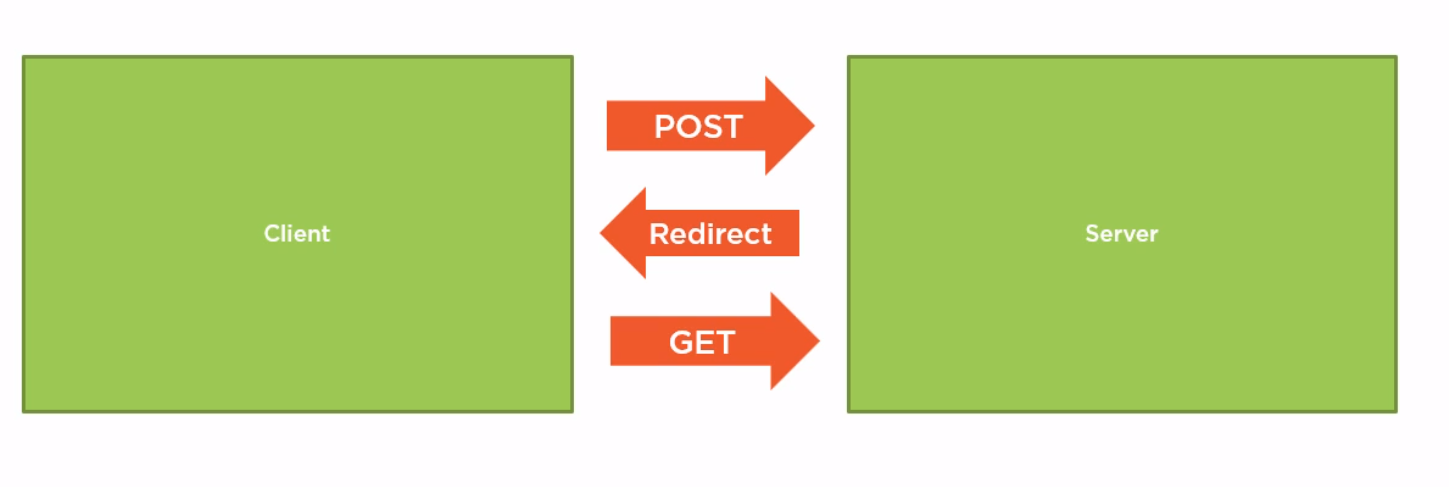 POST
Client
Redirect
Server
GET